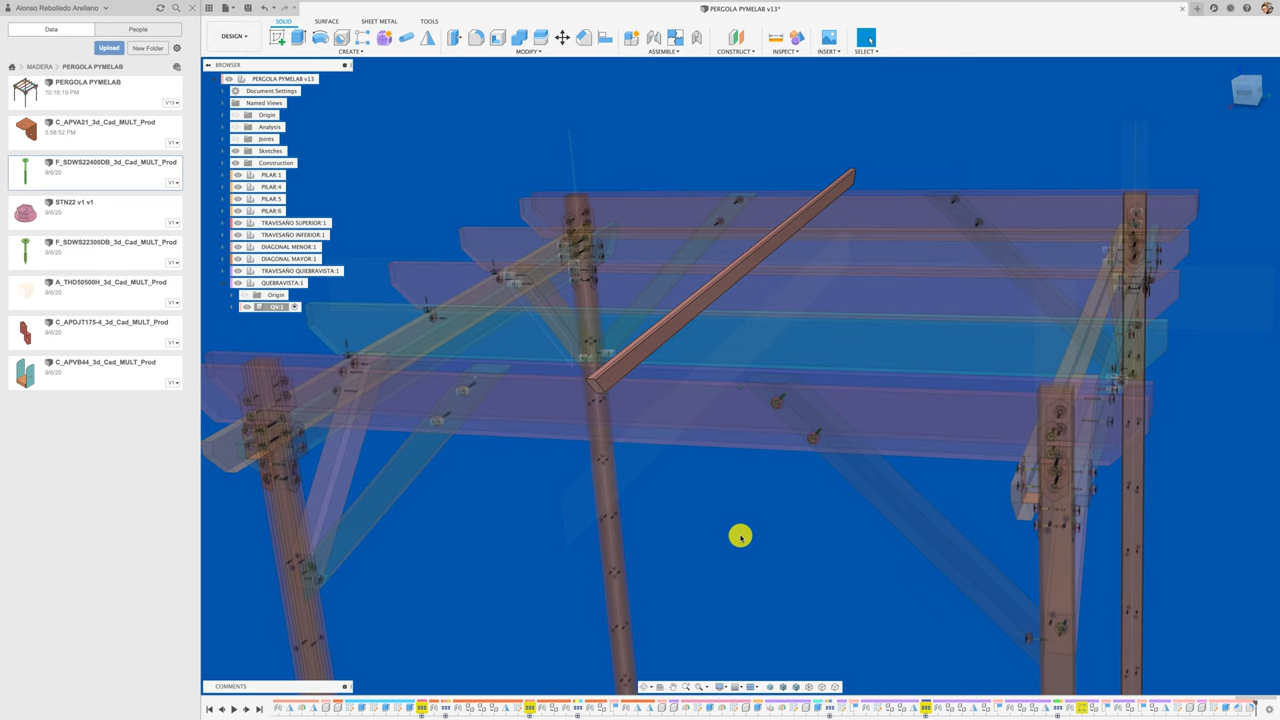 Alonso Rebolledo Arellano
PERGOLA PYMELAB v13*
Data
People
Upload
New Folder
MADERA
PERGOLA PYMELAB
PERGOLA PYMELAB
10:16:19 PM
V13
C_APVA21_3d_Cad_MULT_Prod
5:58:52 PM
V1
F_SDWS22400DB_3d_Cad_MULT_Prod
9/6/20
V1
STN22 v1 v1
9/6/20
V1
F_SDWS22300DB_3d_Cad_MULT_Prod
9/6/20
V1
A_THD50500H_3d_Cad_MULT_Prod
9/6/20
V1
C_APDJT175-4_3d_Cad_MULT_Prod
9/6/20
V1
C_APVB44_3d_Cad_MULT_Prod
9/6/20
V1
DESIGN
SOLID
SURFACE
SHEET METAL
TOOLS
CREATE
MODIFY
ASSEMBLE
CONSTRUCT
INSPECT
INSERT
SELECT
BROWSER
PERGOLA PYMELAB v13
Document Settings
Named Views
Origin
Analysis
Joints
Sketches
Construction
PILAR:1
PILAR:4
PILAR:5
PILAR:6
TRAVESAÑO SUPERIOR:1
TRAVESAÑO INFERIOR:1
DIAGONAL MENOR:1
DIAGONAL MAYOR:1
TRAVESAÑO QUIEBRAVISTA:1
QUEBRAVISTA:1
Origin
RIGHT
COMMENTS